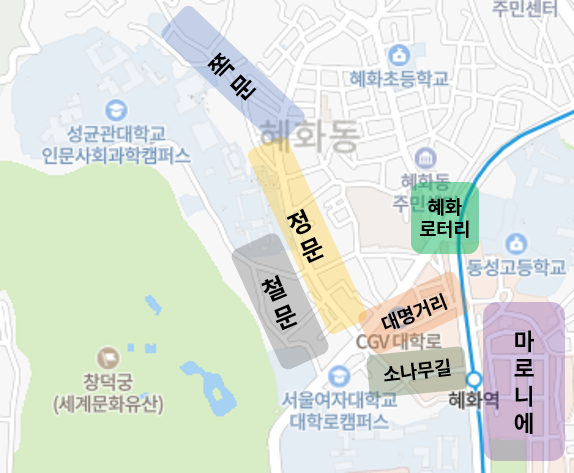 주민센터
쪽문
혜화초등학교
성균관대학교
인문사회과학캠퍼스
혜화동
혜화동
주민
혜화
로터리
정문
동성고등학교
철문
대명거리
CGV 대학로
마로니에
소나무길
창덕궁
(세계문화유산)
서울여자대학교
대학로캠퍼스
혜화역